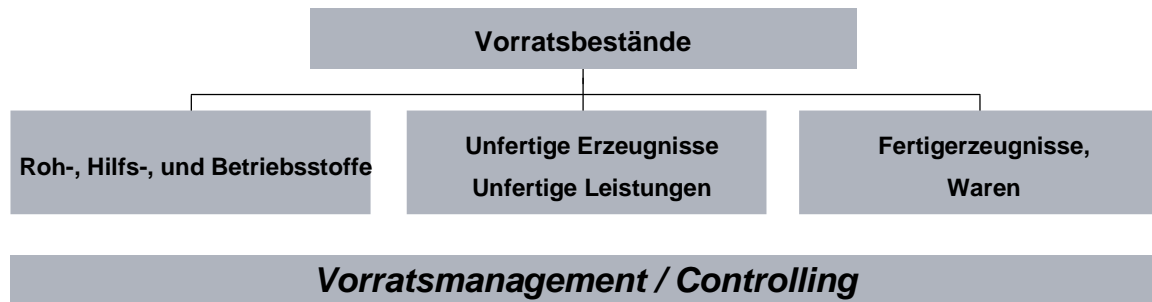 Vorratsbestände
Roh-, Hilfs-, und Betriebsstoffe
Unfertige Erzeugnisse
Unfertige Leistungen
Fertigerzeugnisse,
Waren
Vorratsmanagement / Controlling